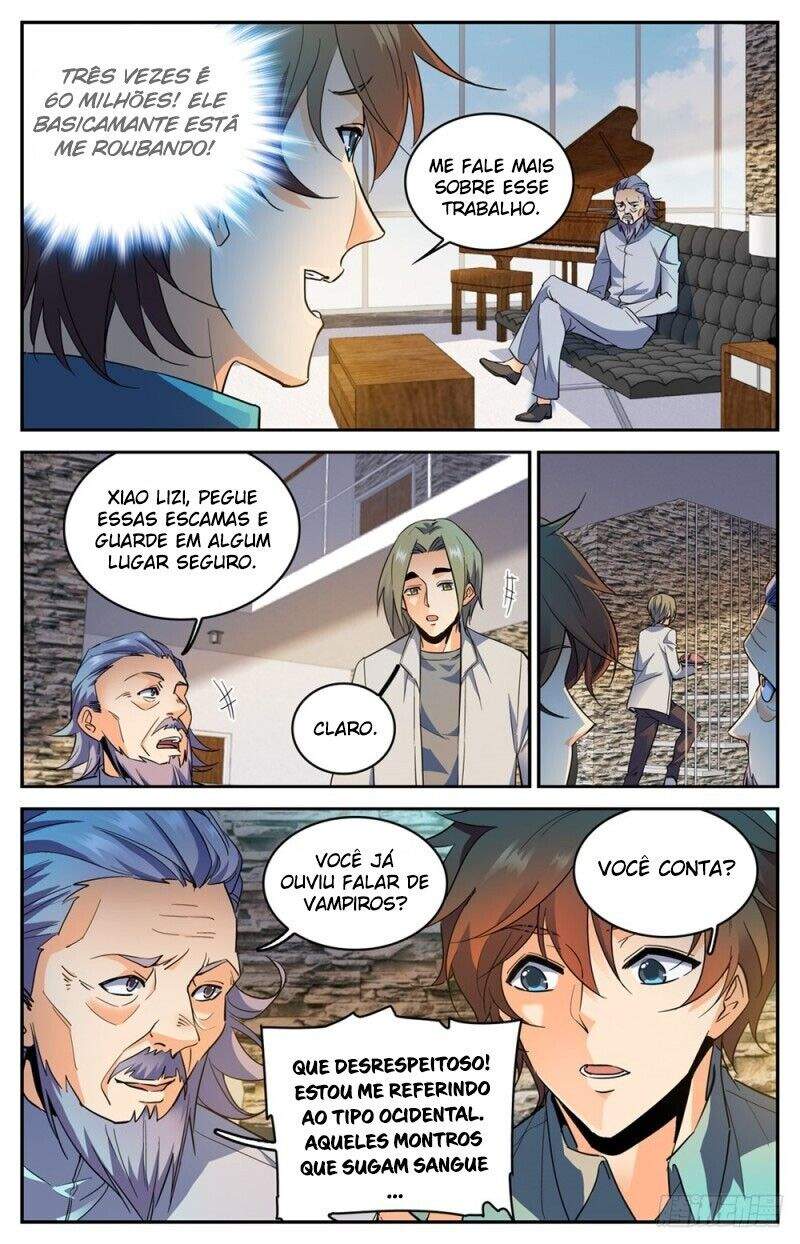 TRÊS VEZES É
60 MILHÕES! ELE
BASICAMANTE ESTÁ
ME ROUBANDO!
ME FALE MAIS
SOBRE ESSE
TRABALHO.
XIAO LIZI, PEGUE
ESSAS ESCAMAS E
GUARDE EM ALGUM
LUGAR SEGURO.
CLARO.
VOCÊ JÁ
OUVIU FALAR DE
VAMPIROS?
VOCÊ CONTA?
QUE DESRESPEITOSO!
ESTOU ME REFERINDO
AO TIPO OCIDENTAL.
AQUELES MONTROS
QUE SUGAM SANGUE
...